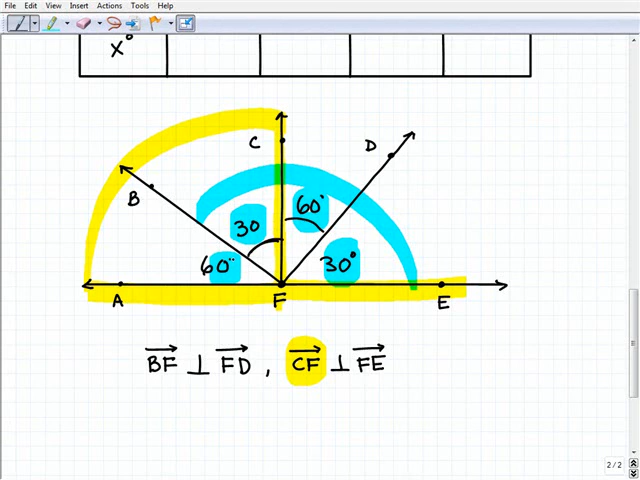 File Edit View Insert Actions Tools Help
X°
C
D
B
60°
30
60°
30°
A
F
E
BF ⊥ FD, CF ⊥ FE
2 / 2